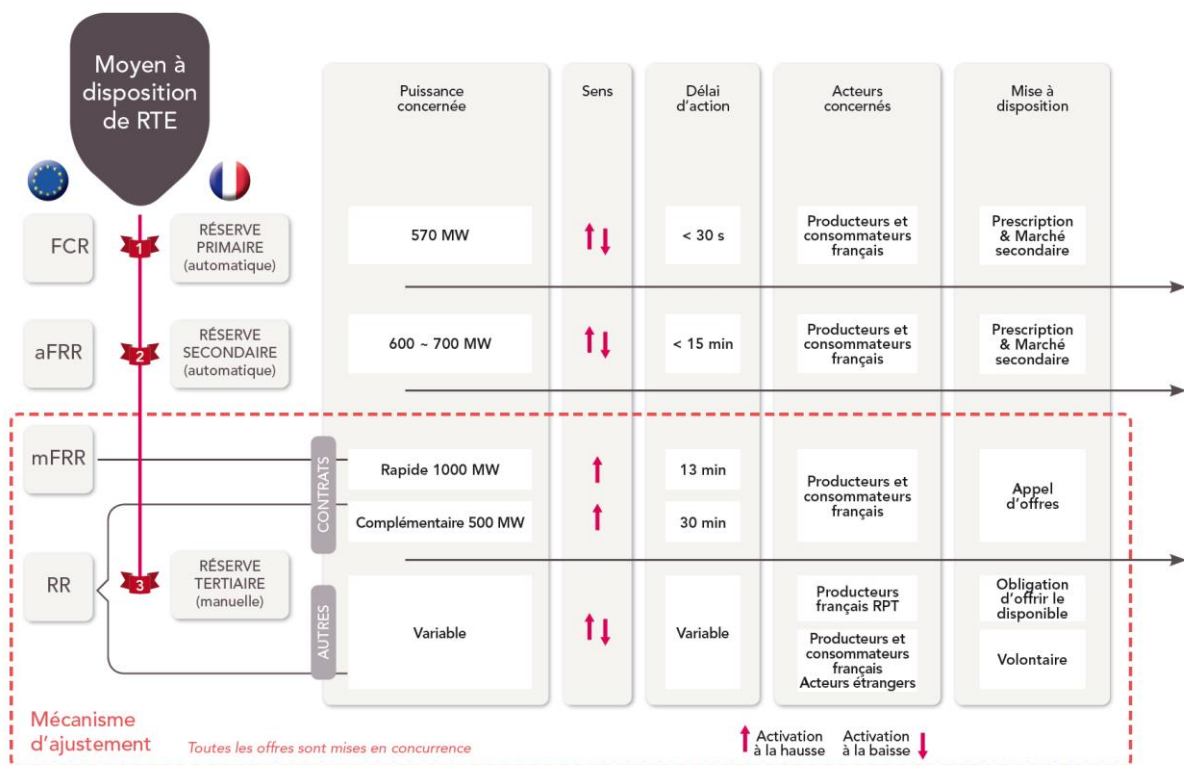 Moyen à
disposition
de RTE
Puissance
concernée
Sens
Délai
d'action
Acteurs
concernés
Mise à
disposition
FCR
1
RÉSERVE
PRIMAIRE
(automatique)
570 MW
< 30 s
Producteurs et
consommateurs
français
Prescription
& Marché
secondaire
aFRR
2
RÉSERVE
SECONDAIRE
(automatique)
600 ~ 700 MW
< 15 min
Producteurs et
consommateurs
français
Prescription
& Marché
secondaire
mFRR
CONTRATS
Rapide 1000 MW
13 min
Complémentaire 500 MW
30 min
Producteurs et
consommateurs
français
Appel
d'offres
RR
3
RÉSERVE
TERTIAIRE
(manuelle)
AUTRES
Variable
Variable
Producteurs
français RPT
Obligation
d'offrir le
disponible
Producteurs et
consommateurs
français
Acteurs étrangers
Volontaire
Mécanisme
d'ajustement
Toutes les offres sont mises en concurrence
Activation
à la hausse
Activation
à la baisse